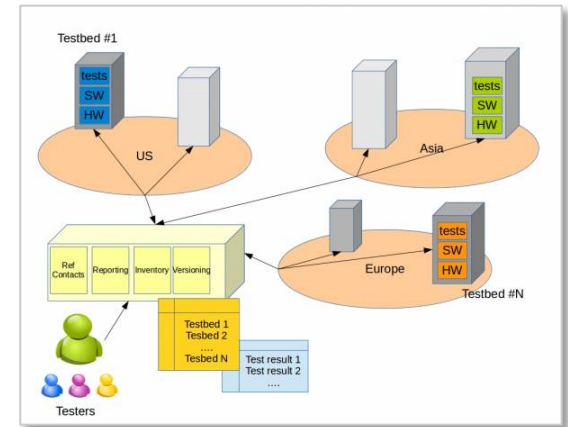 Testbed #1
tests
SW
HW
US
tests
SW
HW
Asia
Ref
Contacts
Reporting
Inventory
Versioning
tests
SW
HW
Europe
Testbed #N
Testbed 1
Tesbed 2
....
Tesbed N
Test result 1
Test result 2
....
Testers